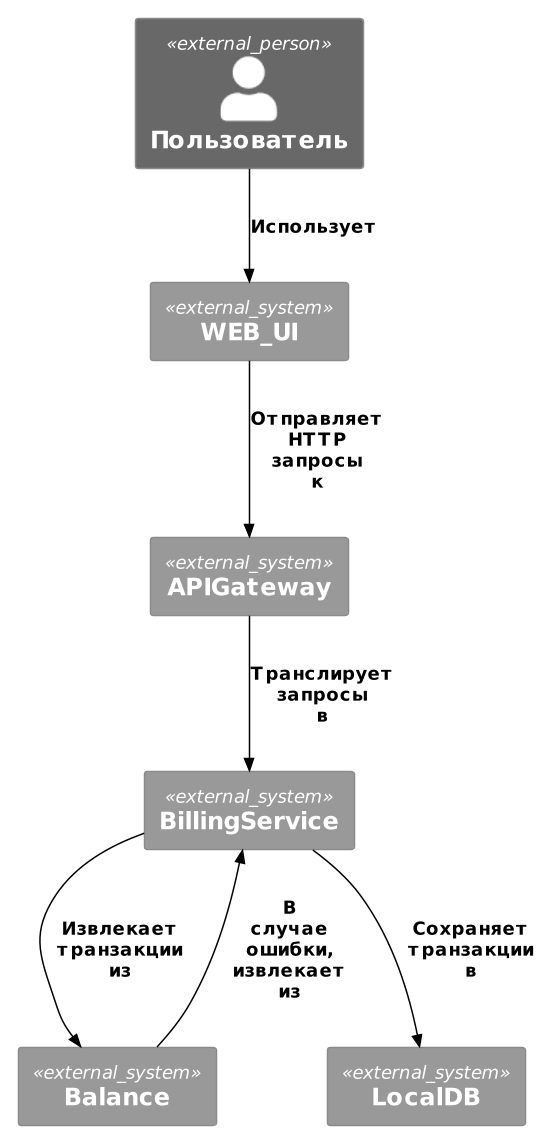 «external_person»
Пользователь
Использует
«external_system»
WEB_UI
Отправляет
HTTP
запросы
к
«external_system»
APIGateway
Транслирует
запросы
в
«external_system»
BillingService
Извлекает
транзакции
из
В
случае
ошибки,
извлекает
из
Сохраняет
транзакции
в
«external_system»
Balance
«external_system»
LocalDB